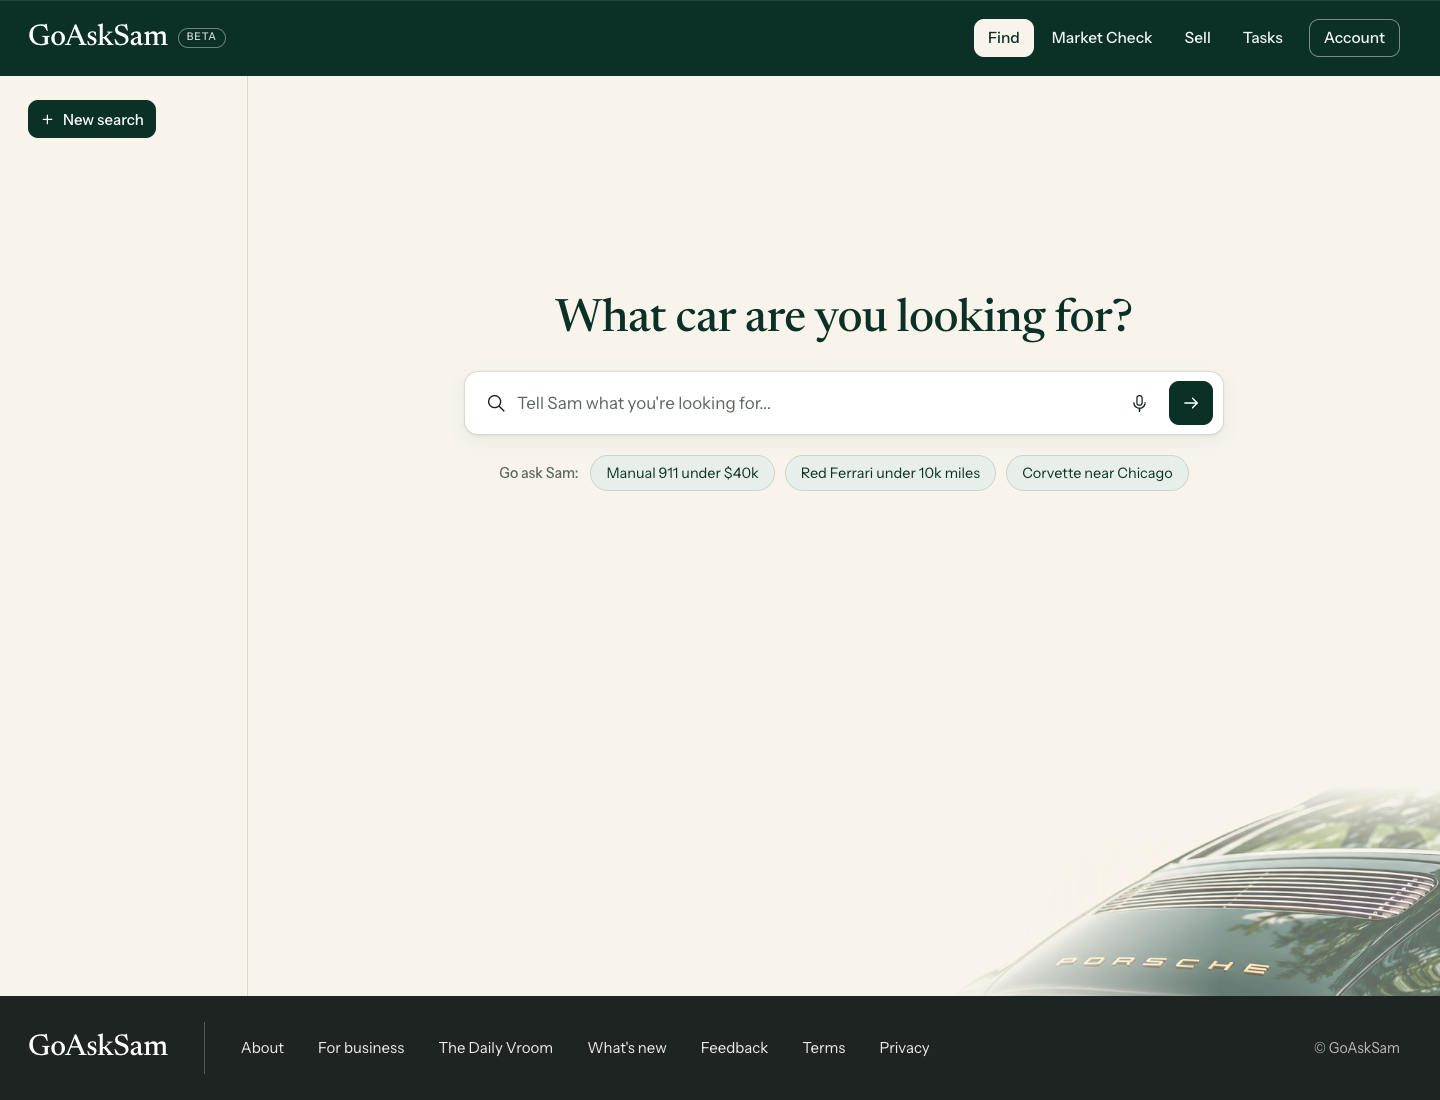 GoAskSam BETA
Find Market Check Sell Tasks Account
+ New search
What car are you looking for?
Tell Sam what you're looking for...
Go ask Sam: Manual 911 under $40k Red Ferrari under 10k miles Corvette near Chicago
PORSCHE
GoAskSam About For business The Daily Vroom What's new Feedback Terms Privacy © GoAskSam